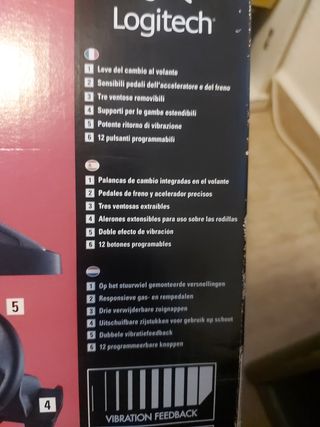 Logitech
1 Leve del cambio al volante
2 Sensibili pedali dell'acceleratore e del freno
3 Tre ventose removibili
4 Supporti per le gambe estendibili
5 Potente ritorno di vibrazione
6 12 pulsanti programmabili
1 Palancas de cambio integradas en el volante
2 Pedales de freno y acelerador precisos
3 Tres ventosas extraibles
4 Alerones extensibles para uso sobre las rodillas
5 Doble efecto de vibración
6 12 botones programables
1 Op het stuurwiel gemonteerde versnellingen
2 Responsieve gas- en rempedalen
3 Drie verwijderbare zuignappen
4 Uitschuifbare zijstukken voor gebruik op schoot
5 Dubbele vibratiefeedback
6 12 programmeerbare knoppen
5
4
VIBRATION FEEDBACK